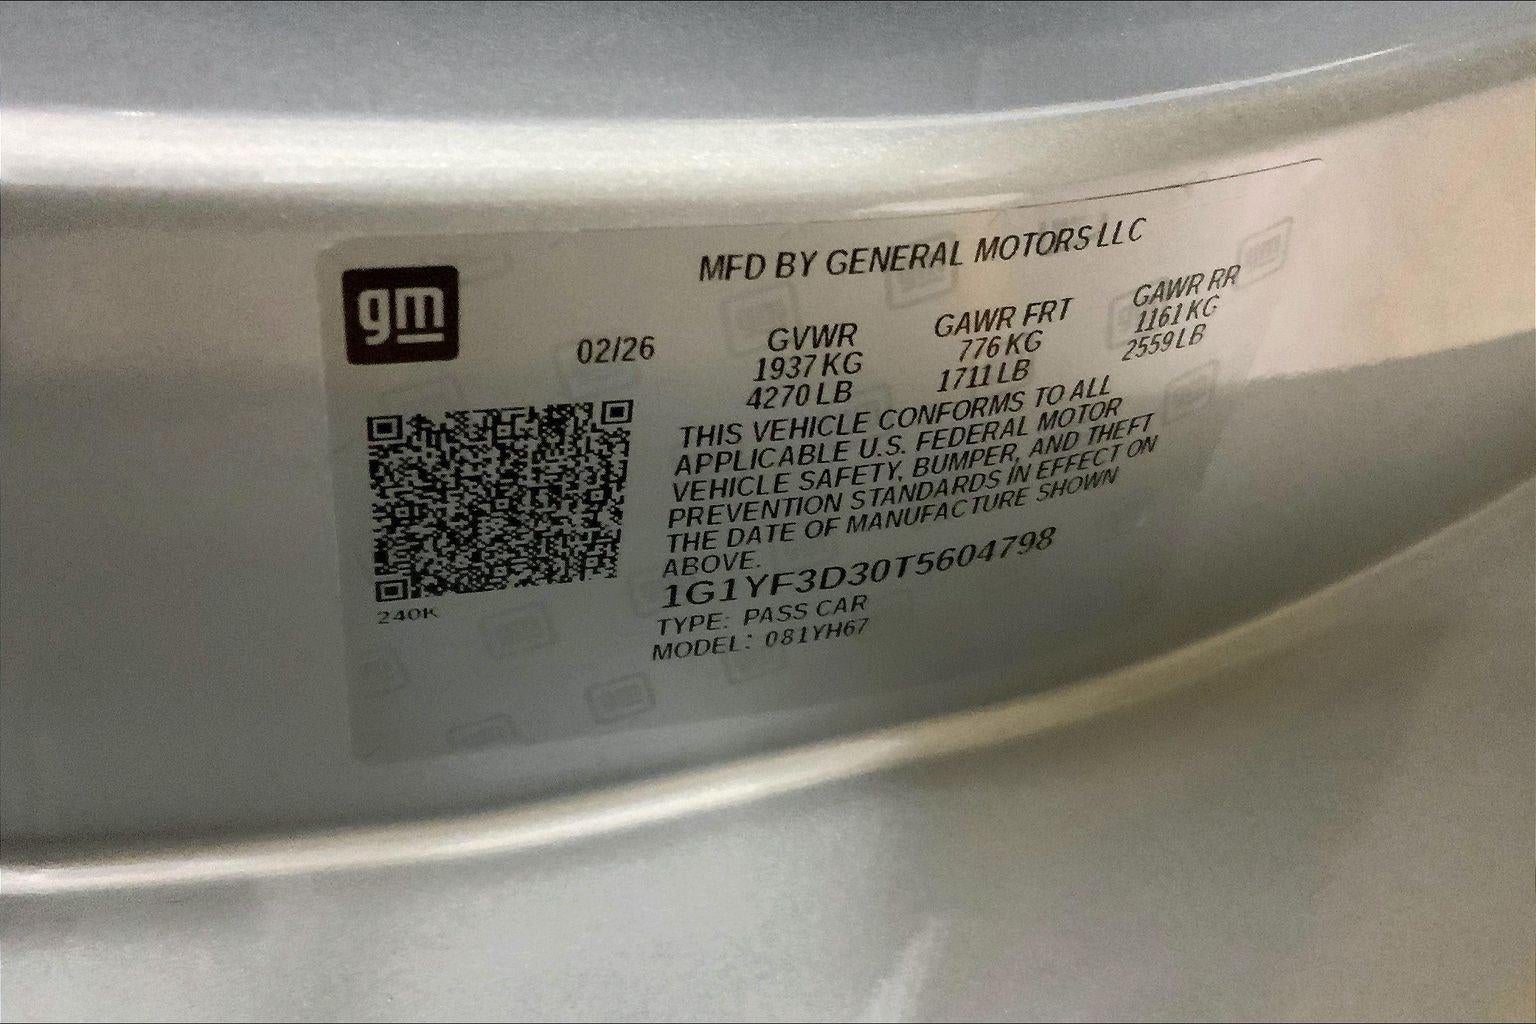 gm
MFD BY GENERAL MOTORS LLC
02/26
GVWR
1937 KG
4270 LB
GAWR FRT
776 KG
1711 LB
GAWR RR
1161 KG
2559 LB
THIS VEHICLE CONFORMS TO ALL
APPLICABLE U.S. FEDERAL MOTOR
VEHICLE SAFETY, BUMPER, AND THEFT
PREVENTION STANDARDS IN EFFECT ON
THE DATE OF MANUFACTURE SHOWN
ABOVE.
1G1YF3D30T5604798
TYPE: PASS CAR
MODEL: 081YH67
240K